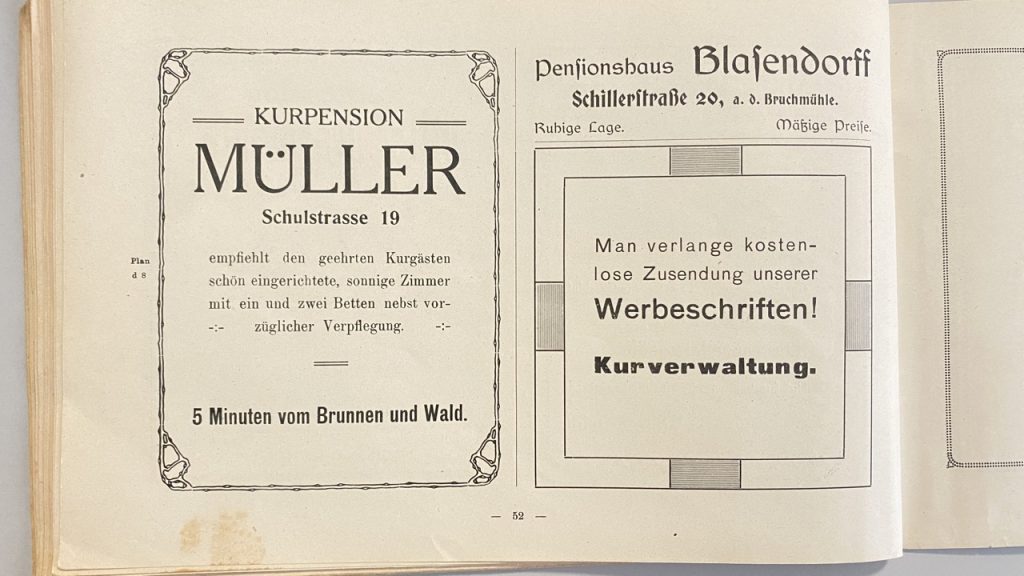 Plan
d 8
KURPENSION
MÜLLER
Schulstrasse 19
empfiehlt den geehrten Kurgästen
schön eingerichtete, sonnige Zimmer
mit ein und zwei Betten nebst vor-
-:- züglicher Verpflegung. -:-
5 Minuten vom Brunnen und Wald.
Penſionshaus Blaſendorff
Schillerſtraße 20, a. d. Bruchmühle.
Ruhige Lage. Mäßige Preiſe.
Man verlange kosten-
lose Zusendung unserer
Werbeschriften!
Kurverwaltung.
— 52 —